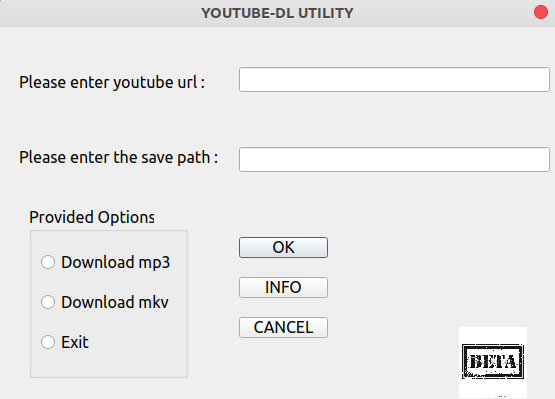 YOUTUBE-DL UTILITY
Please enter youtube url :
Please enter the save path :
Provided Options
Download mp3
Download mkv
Exit
OK
INFO
CANCEL
BETA